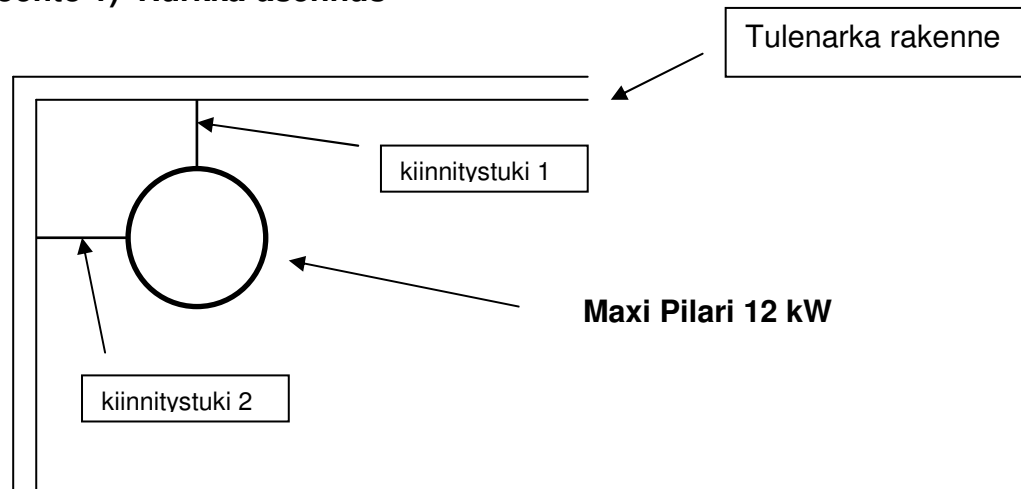 Tulenarka rakenne
kiinnitystuki 1
Maxi Pilari 12 kW
kiinnitystuki 2